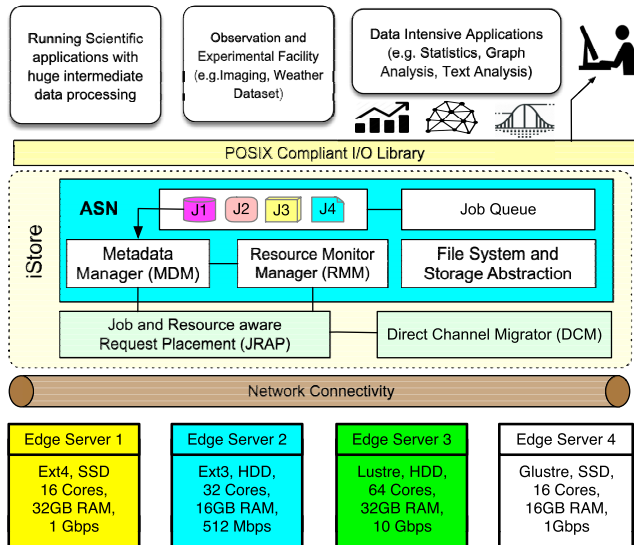 Running Scientific
applications with
huge intermediate
data processing
Observation and
Experimental Facility
(e.g.Imaging, Weather
Dataset)
Data Intensive Applications
(e.g. Statistics, Graph
Analysis, Text Analysis)
POSIX Compliant I/O Library
iStore
ASN
J1
J2
J3
J4
Job Queue
Metadata
Manager (MDM)
Resource Monitor
Manager (RMM)
File System and
Storage Abstraction
Job and Resource aware
Request Placement (JRAP)
Direct Channel Migrator (DCM)
Network Connectivity
Edge Server 1
Ext4, SSD
16 Cores,
32GB RAM,
1 Gbps
Edge Server 2
Ext3, HDD,
32 Cores,
16GB RAM,
512 Mbps
Edge Server 3
Lustre, HDD,
64 Cores,
32GB RAM,
10 Gbps
Edge Server 4
Glustre, SSD,
16 Cores,
16GB RAM,
1Gbps